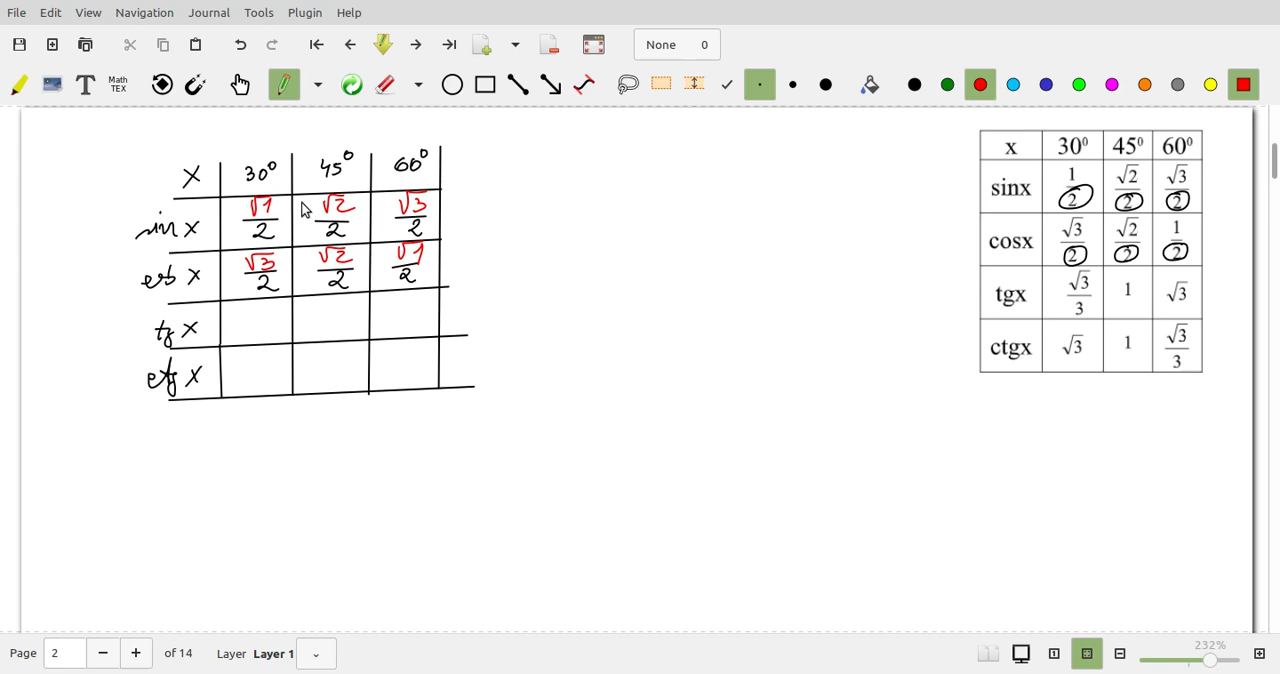 File Edit View Navigation Journal Tools Plugin Help
None 0
T Math TEX
x 30⁰ 45⁰ 60⁰
sin x √1/2 √2/2 √3/2
cos x √3/2 √2/2 √1/2
tg x
ctg x
x 30⁰ 45⁰ 60⁰
sinx 1/2 √2/2 √3/2
cosx √3/2 √2/2 1/2
tgx √3/3 1 √3
ctgx √3 1 √3/3
Page 2 of 14 Layer Layer 1 232%